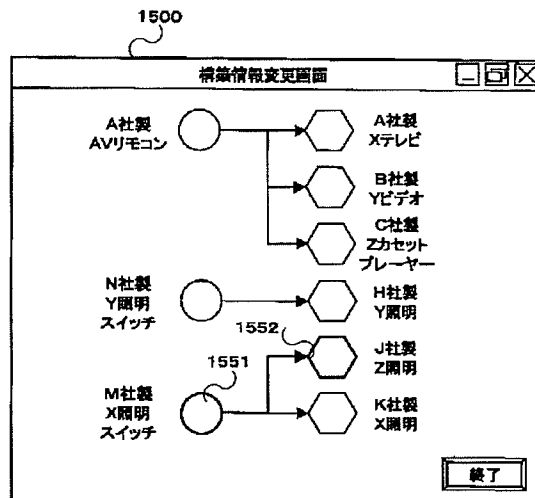 1500
構築情報変更画面
A社製
AVリモコン
A社製
Xテレビ
B社製
Yビデオ
C社製
Zカセット
プレーヤー
N社製
Y照明
スイッチ
H社製
Y照明
1552
J社製
Z照明
1551
M社製
X照明
スイッチ
K社製
X照明
終了